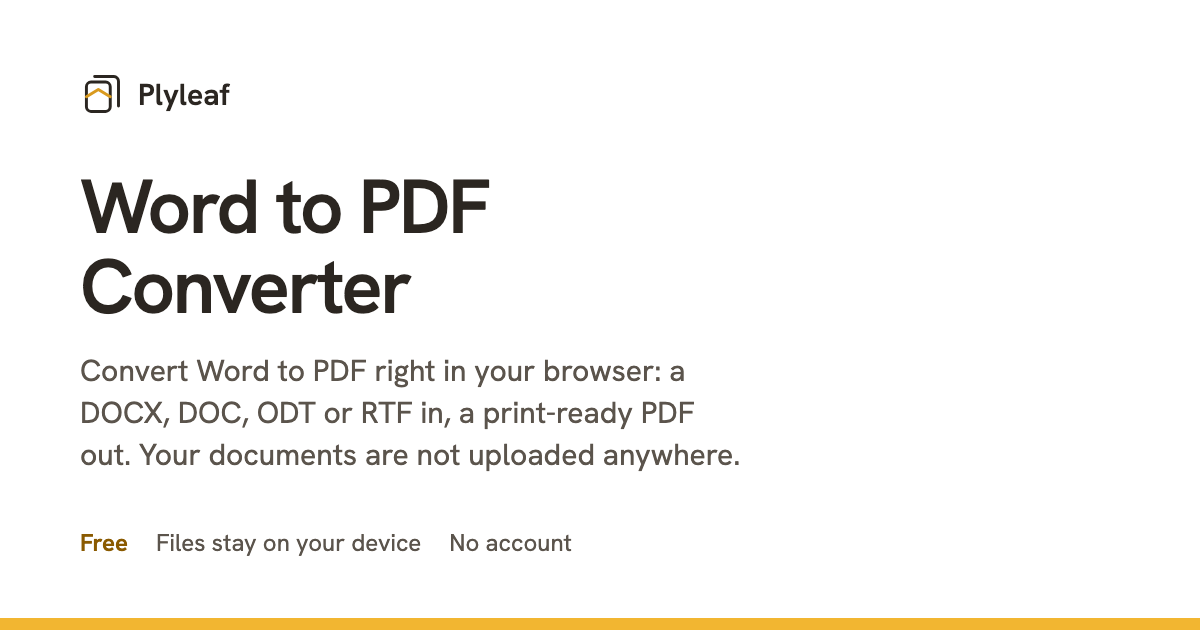 Plyleaf
Word to PDF
Converter
Convert Word to PDF right in your browser: a
DOCX, DOC, ODT or RTF in, a print-ready PDF
out. Your documents are not uploaded anywhere.
Free Files stay on your device No account